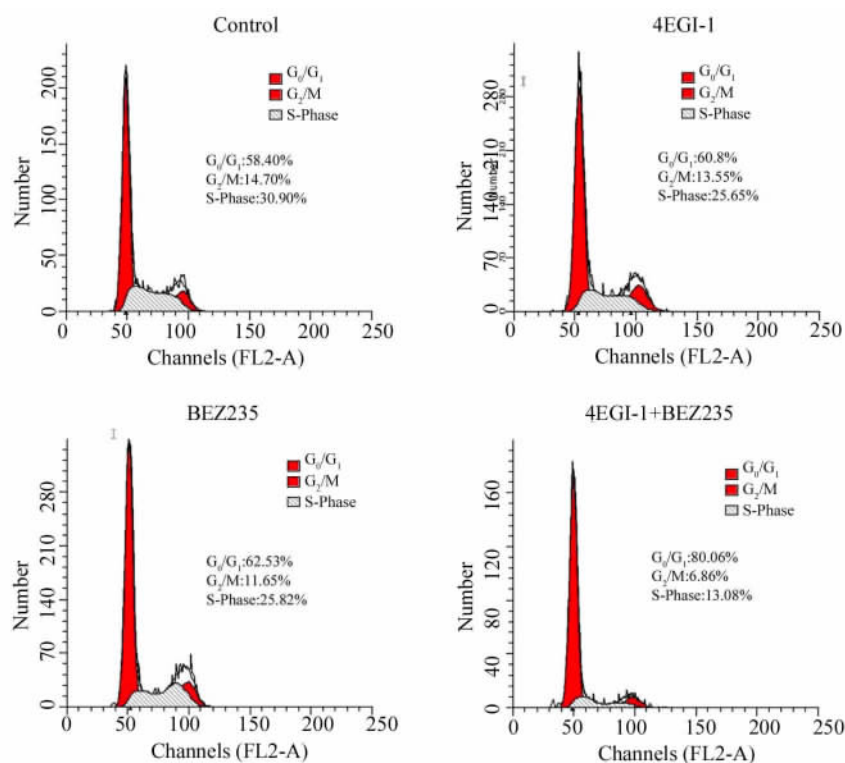 Control
Number
200
150
100
50
0
G₀/G₁
G₂/M
S-Phase
G₀/G₁:58.40%
G₂/M:14.70%
S-Phase:30.90%
0 50 100 150 200 250
Channels (FL2-A)
4EGI-1
Number
280
210
140
70
0
G₀/G₁
G₂/M
S-Phase
G₀/G₁:60.8%
G₂/M:13.55%
S-Phase:25.65%
Number
0 50 100 150 200 250
Channels (FL2-A)
BEZ235
Number
280
210
140
70
0
G₀/G₁
G₂/M
S-Phase
G₀/G₁:62.53%
G₂/M:11.65%
S-Phase:25.82%
0 50 100 150 200 250
Channels (FL2-A)
4EGI-1+BEZ235
Number
160
120
80
40
0
G₀/G₁
G₂/M
S-Phase
G₀/G₁:80.06%
G₂/M:6.86%
S-Phase:13.08%
0 50 100 150 200 250
Channels (FL2-A)